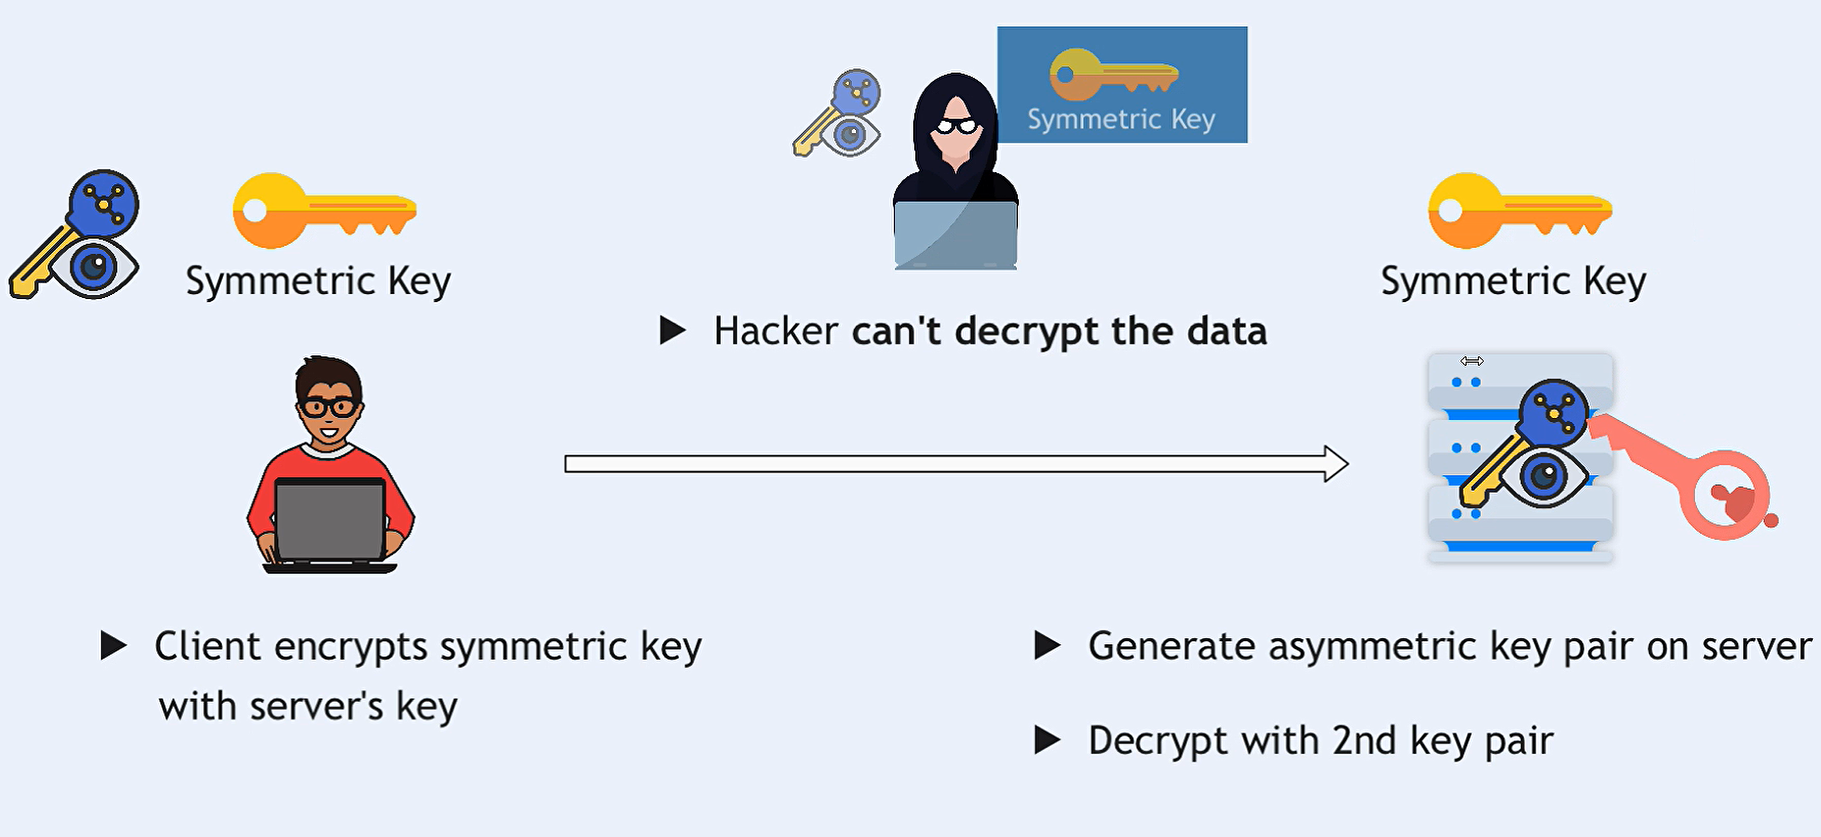 Symmetric Key
Symmetric Key
Symmetric Key
▶ Hacker can't decrypt the data
▶ Client encrypts symmetric key
with server's key
▶ Generate asymmetric key pair on server
▶ Decrypt with 2nd key pair